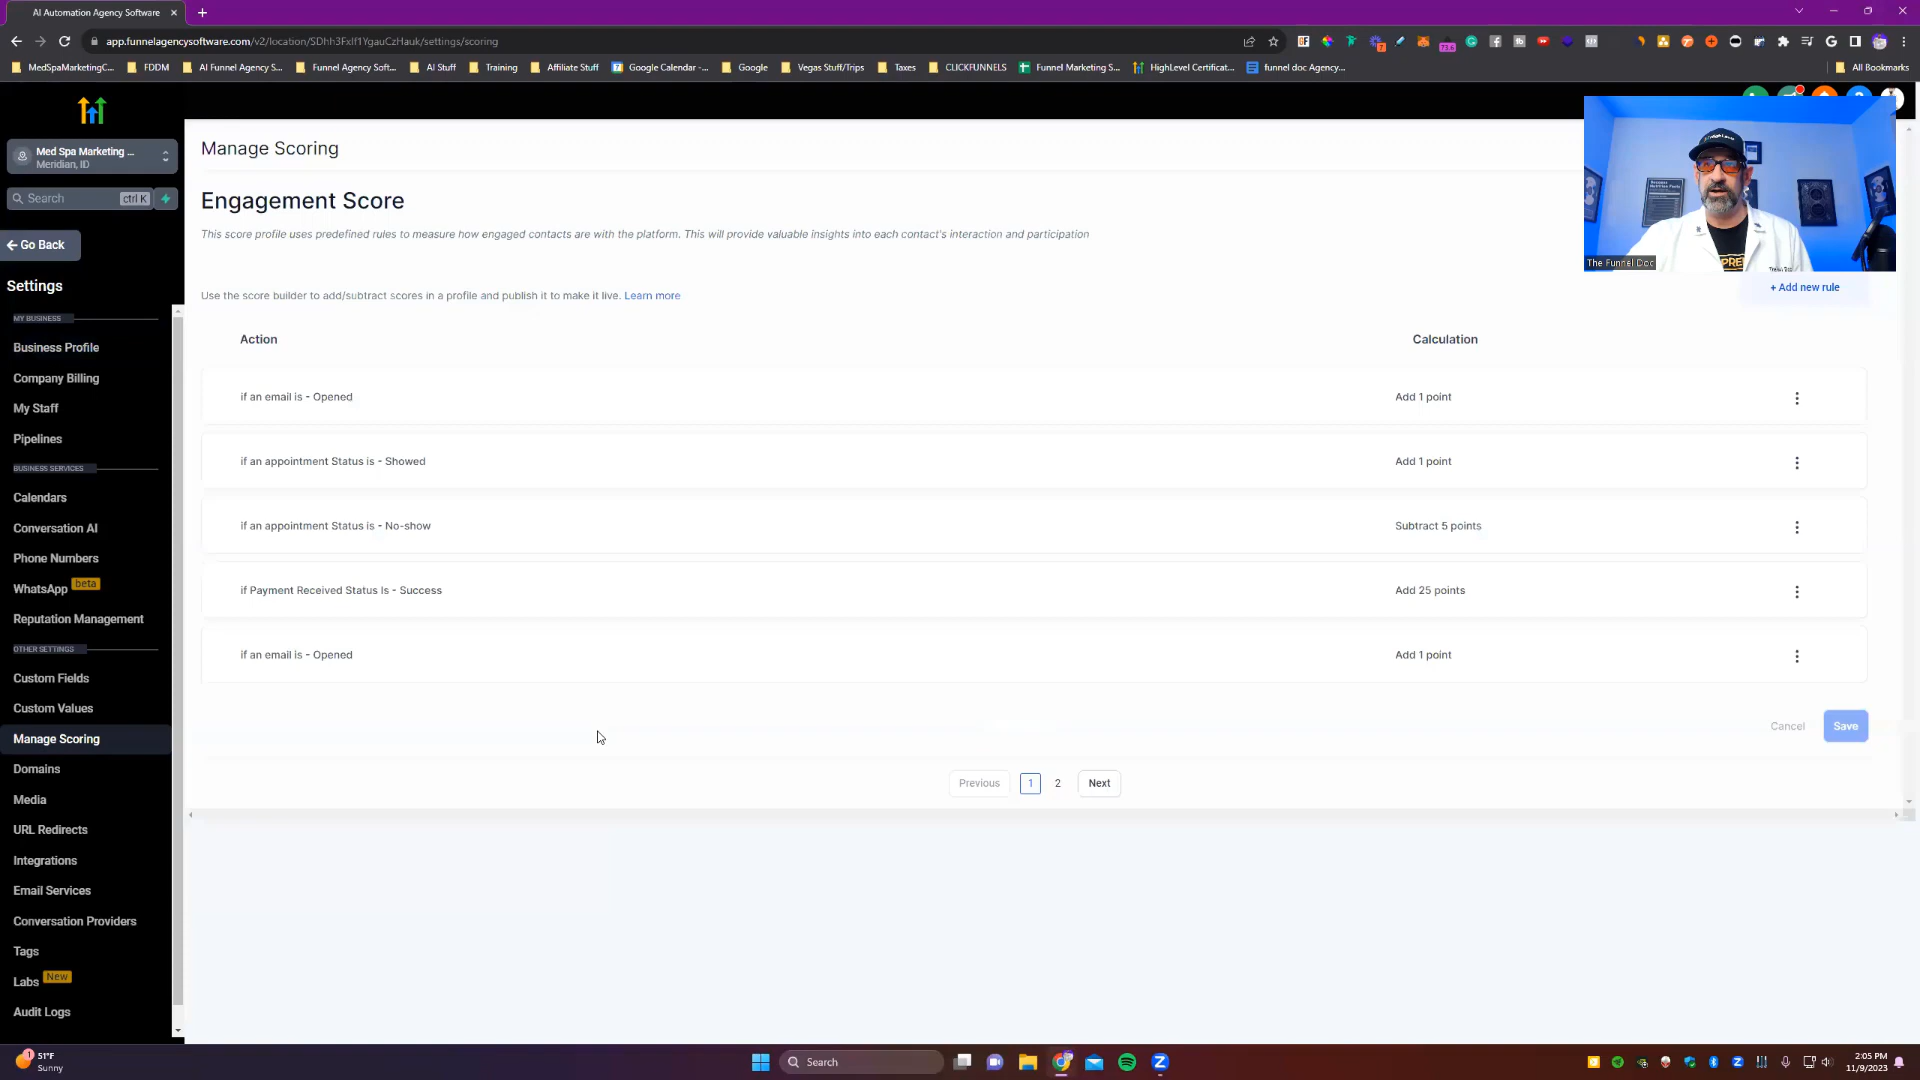 AI Automation Agency Software
app.funnelagencysoftware.com/v2/location/SDhh3FxIf1YgauCzHauk/settings/scoring
MedSpaMarketingC...
FDDM
AI Funnel Agency S...
Funnel Agency Soft...
AI Stuff
Training
Affiliate Stuff
Google Calendar -...
Google
Vegas Stuff/Trips
Taxes
CLICKFUNNELS
Funnel Marketing S...
HighLevel Certificat...
funnel doc Agency...
All Bookmarks
Med Spa Marketing ...
Meridian, ID
Search
ctrl K
Go Back
Settings
MY BUSINESS
Business Profile
Company Billing
My Staff
Pipelines
BUSINESS SERVICES
Calendars
Conversation AI
Phone Numbers
WhatsApp beta
Reputation Management
OTHER SETTINGS
Custom Fields
Custom Values
Manage Scoring
Domains
Media
URL Redirects
Integrations
Email Services
Conversation Providers
Tags
Labs New
Audit Logs
Manage Scoring
Engagement Score
This score profile uses predefined rules to measure how engaged contacts are with the platform. This will provide valuable insights into each contact's interaction and participation
Use the score builder to add/subtract scores in a profile and publish it to make it live. Learn more
The Funnel Doc
+ Add new rule
Action
Calculation
if an email is - Opened
Add 1 point
if an appointment Status is - Showed
Add 1 point
if an appointment Status is - No-show
Subtract 5 points
if Payment Received Status Is - Success
Add 25 points
if an email is - Opened
Add 1 point
Cancel
Save
Previous
1
2
Next
1
51°F
Sunny
Search
2:05 PM
11/9/2023